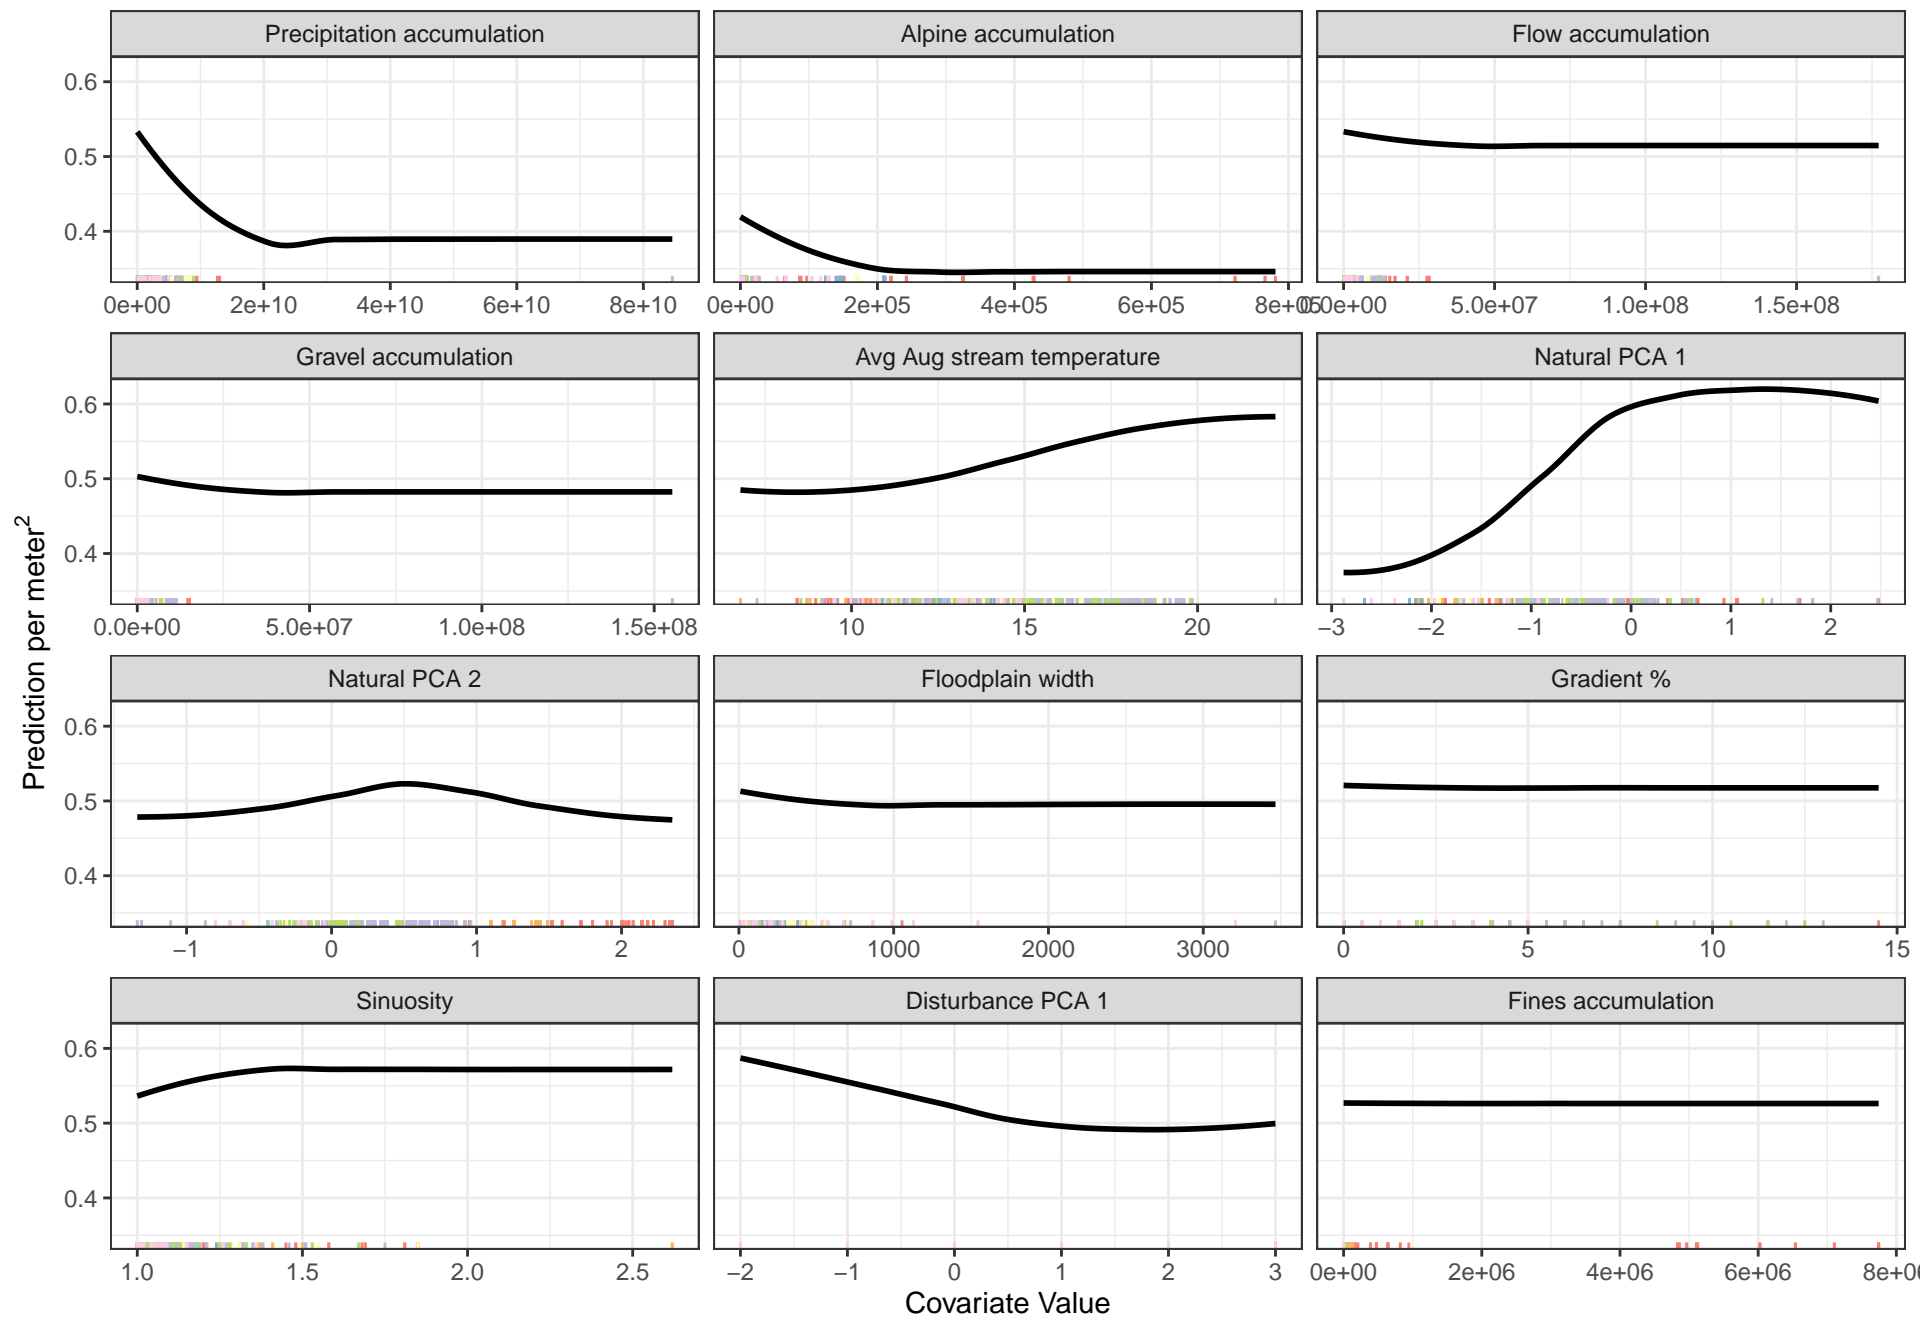 Precipitation accumulation
Alpine accumulation
Flow accumulation
0.6
0.5
0.4
0e+00 2e+10 4e+10 6e+10 8e+10
0e+00 2e+05 4e+05 6e+05 8e+05
0.0e+00 5.0e+07 1.0e+08 1.5e+08
Gravel accumulation
Avg Aug stream temperature
Natural PCA 1
0.6
0.5
0.4
0.0e+00 5.0e+07 1.0e+08 1.5e+08
10 15 20
−3 −2 −1 0 1 2
Prediction per meter²
Natural PCA 2
Floodplain width
Gradient %
0.6
0.5
0.4
−1 0 1 2
0 1000 2000 3000
0 5 10 15
Sinuosity
Disturbance PCA 1
Fines accumulation
0.6
0.5
0.4
1.0 1.5 2.0 2.5
−2 −1 0 1 2 3
0e+00 2e+06 4e+06 6e+06
Covariate Value